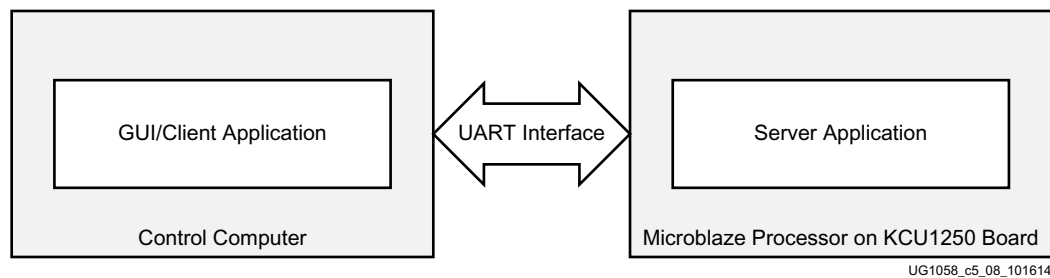 GUI/Client Application
UART Interface
Server Application
Control Computer
Microblaze Processor on KCU1250 Board
UG1058_c5_08_101614